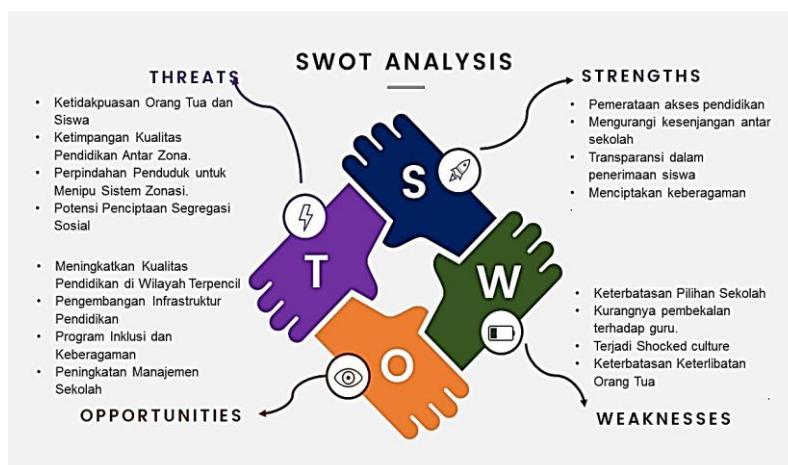 SWOT ANALYSIS
THREATS
• Ketidakpuasan Orang Tua dan
Siswa
• Ketimpangan Kualitas
Pendidikan Antar Zona.
• Perpindahan Penduduk untuk
Menipu Sistem Zonasi.
• Potensi Penciptaan Segregasi
Sosial
STRENGTHS
• Pemerataan akses pendidikan
• Mengurangi kesenjangan antar
sekolah
• Transparansi dalam
penerimaan siswa
• Menciptakan keberagaman
.
S
T
W
O
• Meningkatkan Kualitas
Pendidikan di Wilayah Terpencil
• Pengembangan Infrastruktur
Pendidikan
• Program Inklusi dan
Keberagaman
• Peningkatan Manajemen
Sekolah
OPPORTUNITIES
• Keterbatasan Pilihan Sekolah
• Kurangnya pembekalan
terhadap guru.
• Terjadi Shocked culture
• Keterbatasan Keterlibatan
Orang Tua
.
WEAKNESSES